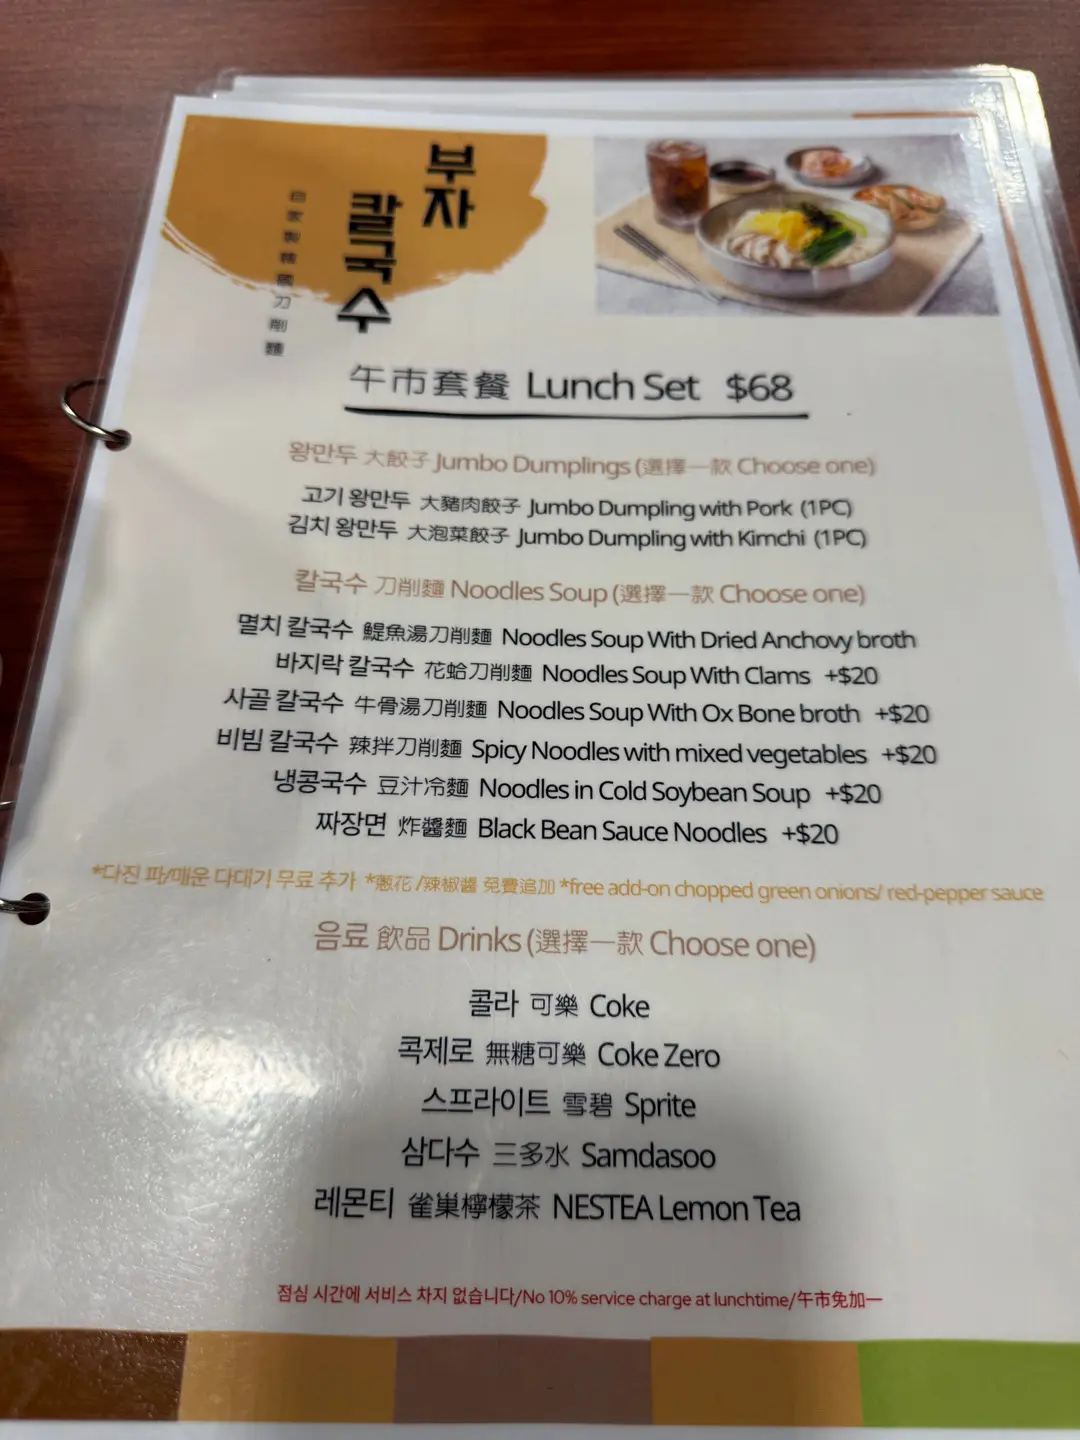 부자
칼국수
自家製韓國刀削麵
午市套餐 Lunch Set $68
왕만두 大餃子 Jumbo Dumplings (選擇一款 Choose one)
고기 왕만두 大豬肉餃子 Jumbo Dumpling with Pork (1PC)
김치 왕만두 大泡菜餃子 Jumbo Dumpling with Kimchi (1PC)
칼국수 刀削麵 Noodles Soup (選擇一款 Choose one)
멸치 칼국수 鯷魚湯刀削麵 Noodles Soup With Dried Anchovy broth
바지락 칼국수 花蛤刀削麵 Noodles Soup With Clams +$20
사골 칼국수 牛骨湯刀削麵 Noodles Soup With Ox Bone broth +$20
비빔 칼국수 辣拌刀削麵 Spicy Noodles with mixed vegetables +$20
냉콩국수 豆汁冷麵 Noodles in Cold Soybean Soup +$20
짜장면 炸醬麵 Black Bean Sauce Noodles +$20
*다진 파/매운 다대기 무료 추가 *蔥花/辣椒醬 免費追加 *free add-on chopped green onions/ red-pepper sauce
음료 飲品 Drinks (選擇一款 Choose one)
콜라 可樂 Coke
콕제로 無糖可樂 Coke Zero
스프라이트 雪碧 Sprite
삼다수 三多水 Samdasoo
레몬티 雀巢檸檬茶 NESTEA Lemon Tea
점심 시간에 서비스 차지 없습니다/No 10% service charge at lunchtime/午市免加一